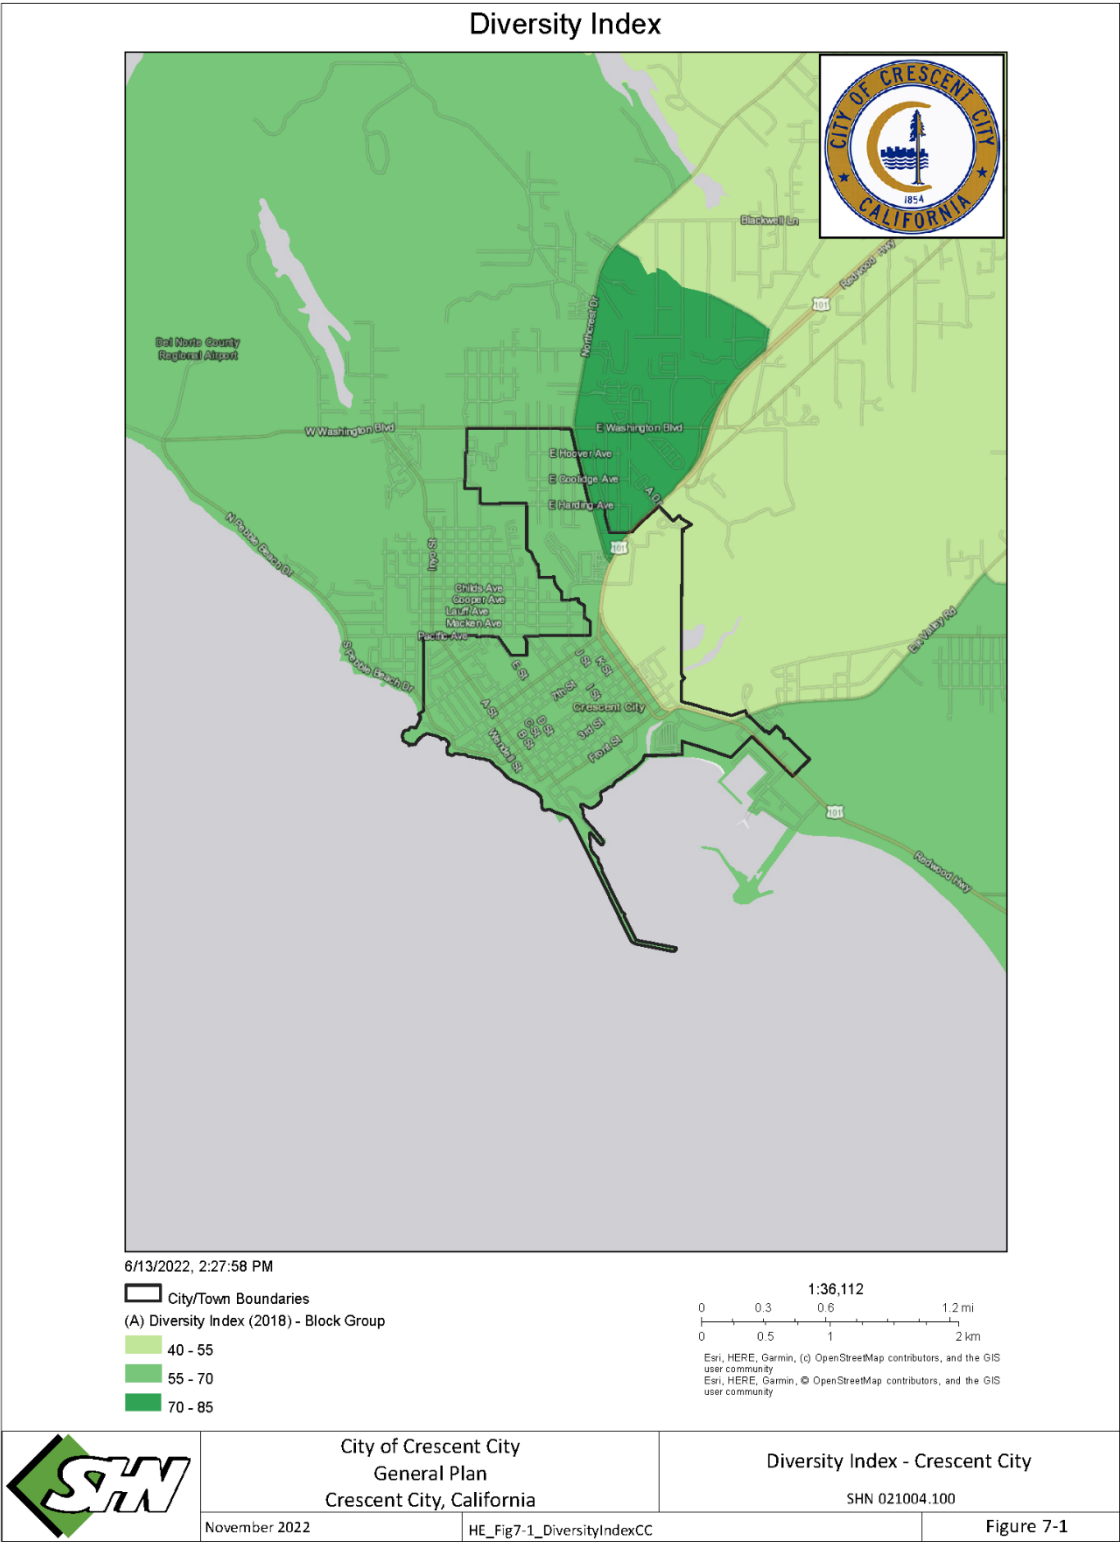 Diversity Index
CITY OF CRESCENT CITY
1854
CALIFORNIA
Blackwell Ln
Redwood Hwy
101
Northcrest Dr
Del Norte County
Regional Airport
W Washington Blvd
E Washington Blvd
E Hoover Ave
E Coolidge Ave
A Dr
E Harding Ave
N Pebble Beach Dr
Inyo St
101
Childs Ave
Cooper Ave
Lauff Ave
Macken Ave
Pacific Ave
Elk Valley Rd
S Pebble Beach Dr
E St
J St
K St
7th St
I St
A St
Crescent City
C St
D St
B St
3rd St
Wendell St
Front St
101
Redwood Hwy
6/13/2022, 2:27:58 PM
City/Town Boundaries
(A) Diversity Index (2018) - Block Group
40 - 55
55 - 70
70 - 85
1:36,112
0 0.3 0.6 1.2 mi
0 0.5 1 2 km
Esri, HERE, Garmin, (c) OpenStreetMap contributors, and the GIS
user community
Esri, HERE, Garmin, © OpenStreetMap contributors, and the GIS
user community
SHN
City of Crescent City
General Plan
Crescent City, California
Diversity Index - Crescent City
SHN 021004.100
November 2022
HE_Fig7-1_DiversityIndexCC
Figure 7-1